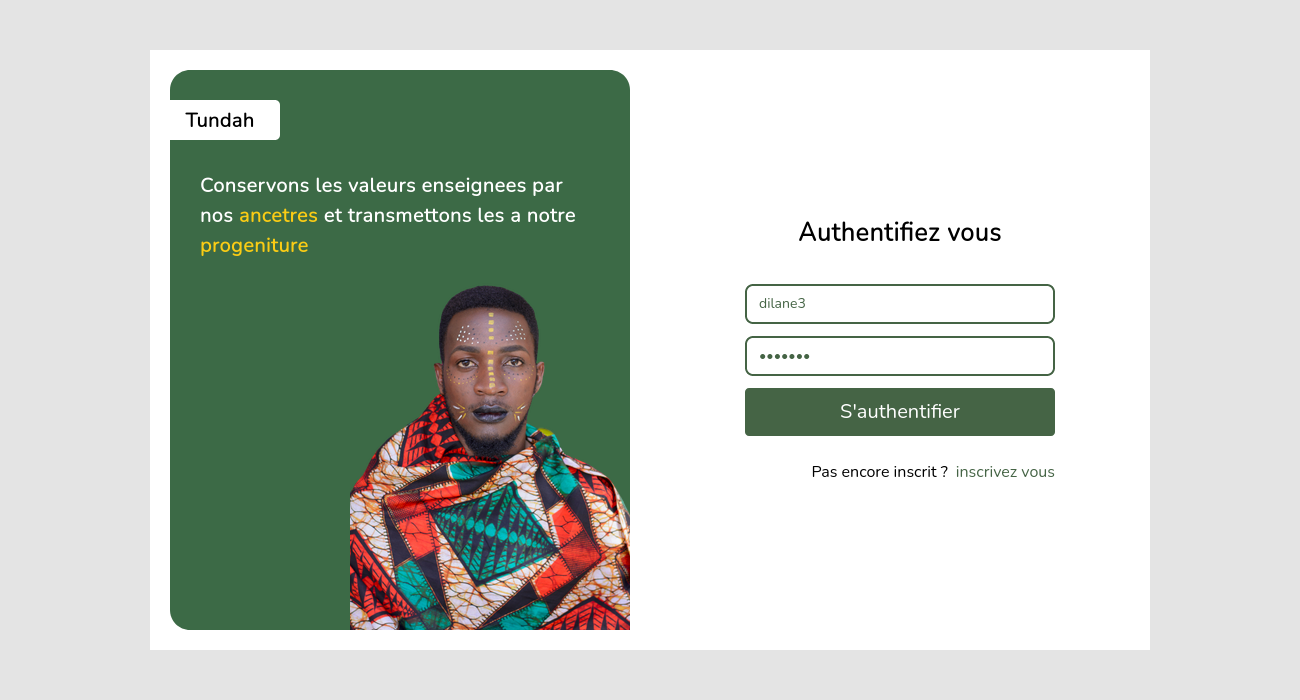 Tundah
Conservons les valeurs enseignees par
nos ancetres et transmettons les a notre
progeniture
Authentifiez vous
dilane3
•••••••
S'authentifier
Pas encore inscrit ? inscrivez vous